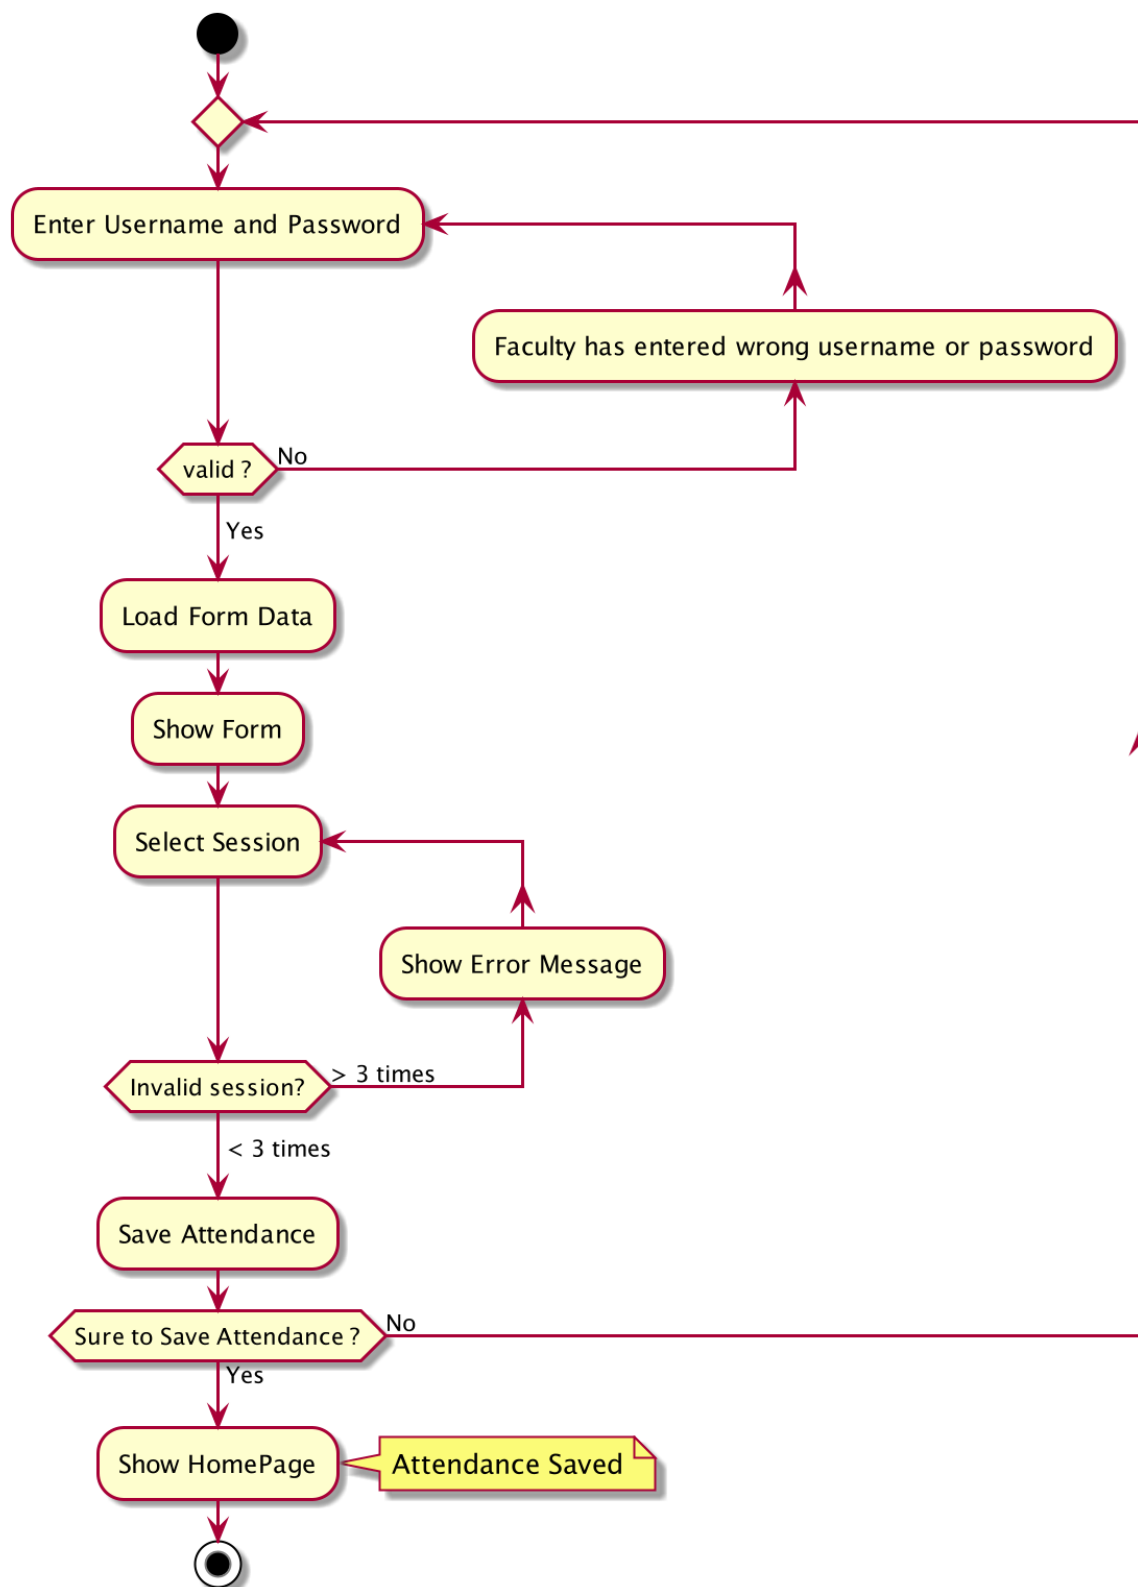 Enter Username and Password
Faculty has entered wrong username or password
valid ?
No
Yes
Load Form Data
Show Form
Select Session
Show Error Message
Invalid session?
> 3 times
< 3 times
Save Attendance
Sure to Save Attendance ?
No
Yes
Show HomePage
Attendance Saved